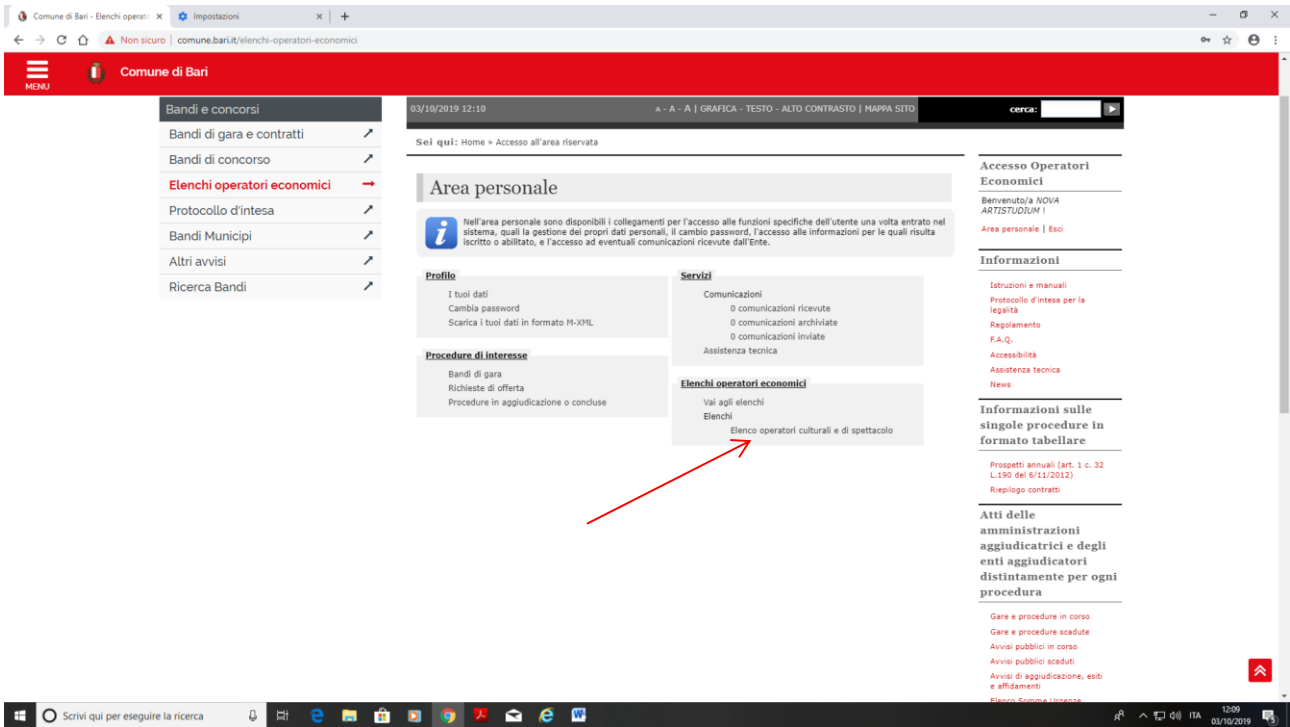 Comune di Bari - Elenchi operato
Impostazioni
Non sicuro | comune.bari.it/elenchi-operatori-economici
MENU
Comune di Bari
Bandi e concorsi
Bandi di gara e contratti
Bandi di concorso
Elenchi operatori economici
Protocollo d'intesa
Bandi Municipi
Altri avvisi
Ricerca Bandi
03/10/2019 12:10
A - A - A | GRAFICA - TESTO - ALTO CONTRASTO | MAPPA SITO
cerca:
Sei qui: Home » Accesso all'area riservata
Area personale
Nell'area personale sono disponibili i collegamenti per l'accesso alle funzioni specifiche dell'utente una volta entrato nel
sistema, quali la gestione dei propri dati personali, il cambio password, l'accesso alle informazioni per le quali risulta
iscritto o abilitato, e l'accesso ad eventuali comunicazioni ricevute dall'Ente.
Profilo
I tuoi dati
Cambia password
Scarica i tuoi dati in formato M-XML
Procedure di interesse
Bandi di gara
Richieste di offerta
Procedure in aggiudicazione o concluse
Servizi
Comunicazioni
0 comunicazioni ricevute
0 comunicazioni archiviate
0 comunicazioni inviate
Assistenza tecnica
Elenchi operatori economici
Vai agli elenchi
Elenchi
Elenco operatori culturali e di spettacolo
Accesso Operatori
Economici
Benvenuto/a NOVA
ARTISTUDIUM !
Area personale | Esci
Informazioni
Istruzioni e manuali
Protocollo d'intesa per la
legalità
Regolamento
F.A.Q.
Accessibilità
Assistenza tecnica
News
Informazioni sulle
singole procedure in
formato tabellare
Prospetti annuali (art. 1 c. 32
L.190 del 6/11/2012)
Riepilogo contratti
Atti delle
amministrazioni
aggiudicatrici e degli
enti aggiudicatori
distintamente per ogni
procedura
Gare e procedure in corso
Gare e procedure scadute
Avvisi pubblici in corso
Avvisi pubblici scaduti
Avvisi di aggiudicazione, esiti
e affidamenti
Elenco Somme Urgenze
Scrivi qui per eseguire la ricerca
ITA
12:09
03/10/2019